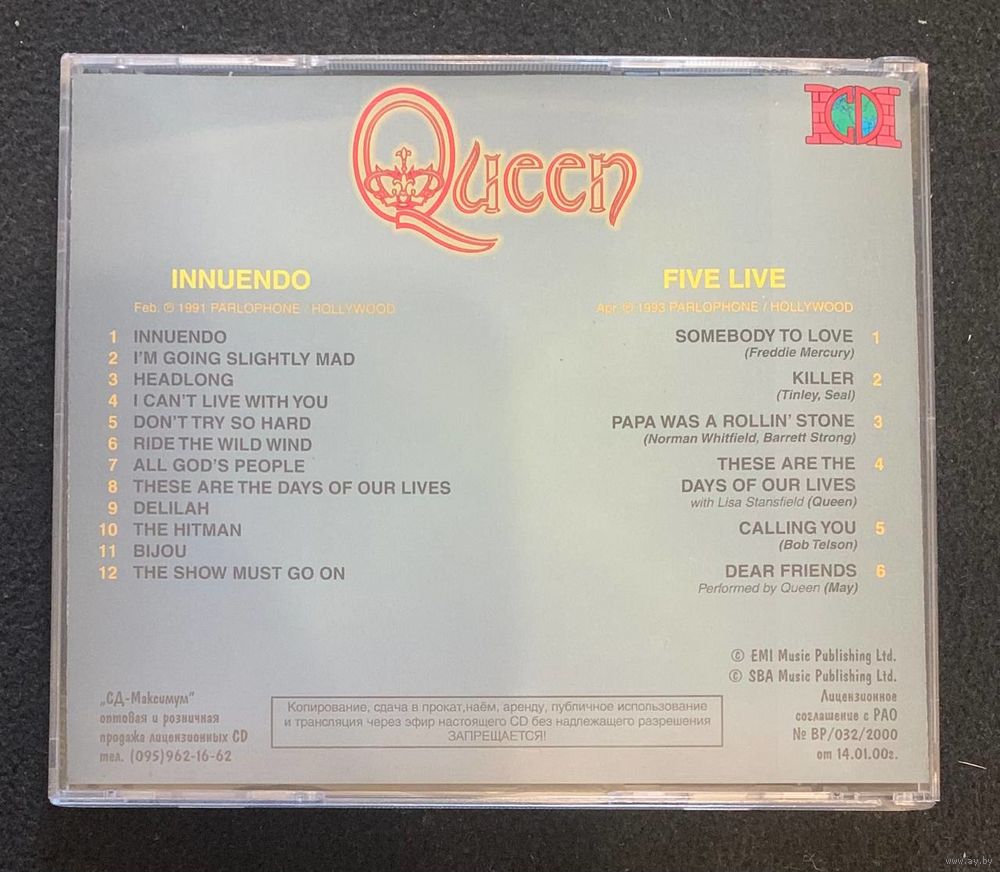 Queen
CD
INNUENDO
Feb. ℗ 1991 PARLOPHONE / HOLLYWOOD
1 INNUENDO
2 I'M GOING SLIGHTLY MAD
3 HEADLONG
4 I CAN'T LIVE WITH YOU
5 DON'T TRY SO HARD
6 RIDE THE WILD WIND
7 ALL GOD'S PEOPLE
8 THESE ARE THE DAYS OF OUR LIVES
9 DELILAH
10 THE HITMAN
11 BIJOU
12 THE SHOW MUST GO ON
FIVE LIVE
Apr. ℗ 1993 PARLOPHONE / HOLLYWOOD
SOMEBODY TO LOVE 1
(Freddie Mercury)
KILLER 2
(Tinley, Seal)
PAPA WAS A ROLLIN' STONE 3
(Norman Whitfield, Barrett Strong)
THESE ARE THE 4
DAYS OF OUR LIVES
with Lisa Stansfield (Queen)
CALLING YOU 5
(Bob Telson)
DEAR FRIENDS 6
Performed by Queen (May)
„СД-Максимум"
оптовая и розничная
продажа лицензионных CD
тел. (095)962-16-62
Копирование, сдача в прокат,наём, аренду, публичное использование
и трансляция через эфир настоящего CD без надлежащего разрешения
ЗАПРЕЩАЕТСЯ!
© EMI Music Publishing Ltd.
© SBA Music Publishing Ltd.
Лицензионное
соглашение с РАО
№ ВР/032/2000
от 14.01.00г.
www.ay.by